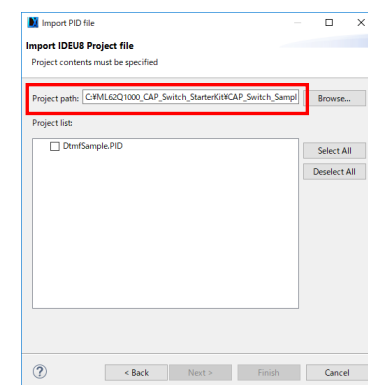 Import PID file
Import IDEU8 Project file
Project contents must be specified
Project path: C:¥ML62Q1000_CAP_Switch_StarterKit¥CAP_Switch_Sampl Browse...
Project list:
DtmfSample.PID
Select All
Deselect All
< Back Next > Finish Cancel